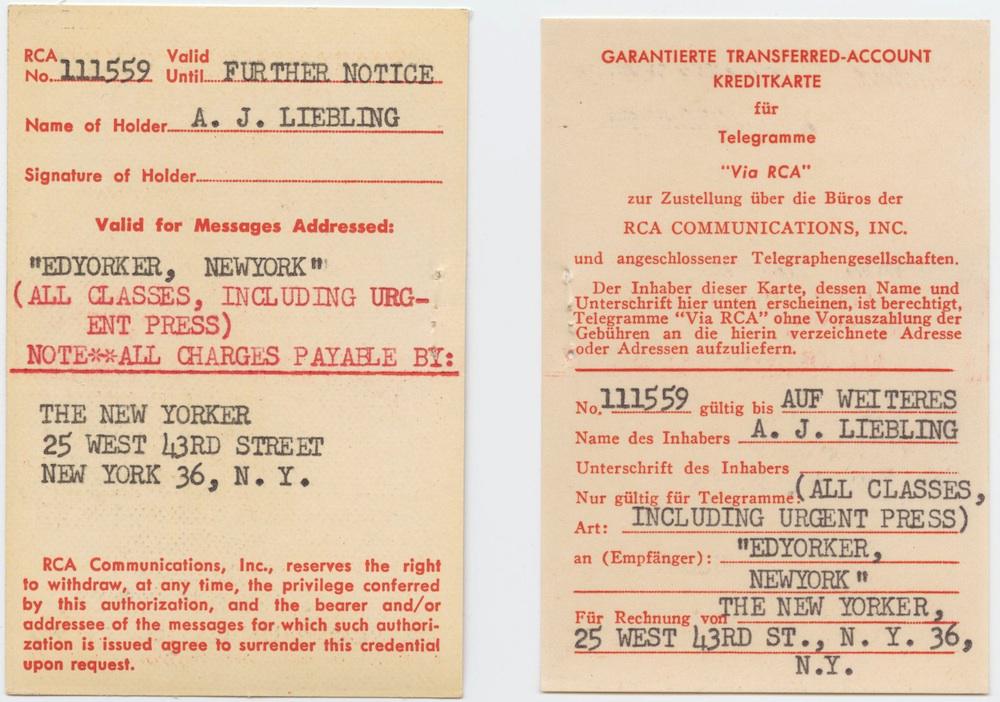 RCA No. 111559 Valid Until FURTHER NOTICE
Name of Holder A. J. LIEBLING
Signature of Holder
Valid for Messages Addressed:
"EDYORKER, NEWYORK"
(ALL CLASSES, INCLUDING URG-
ENT PRESS)
NOTE**ALL CHARGES PAYABLE BY:
THE NEW YORKER
25 WEST 43RD STREET
NEW YORK 36, N. Y.
RCA Communications, Inc., reserves the right
to withdraw, at any time, the privilege conferred
by this authorization, and the bearer and/or
addressee of the messages for which such authori-
zation is issued agree to surrender this credential
upon request.
GARANTIERTE TRANSFERRED-ACCOUNT
KREDITKARTE
für
Telegramme
"Via RCA"
zur Zustellung über die Büros der
RCA COMMUNICATIONS, INC.
und angeschlossener Telegraphengesellschaften.
Der Inhaber dieser Karte, dessen Name und
Unterschrift hier unten erscheinen, ist berechtigt,
Telegramme "Via RCA" ohne Vorauszahlung der
Gebühren an die hierin verzeichnete Adresse
oder Adressen aufzuliefern.
No. 111559 gültig bis AUF WEITERES
Name des Inhabers A. J. LIEBLING
Unterschrift des Inhabers
Nur gültig für Telegramme: (ALL CLASSES,
Art: INCLUDING URGENT PRESS)
an (Empfänger): "EDYORKER,
NEWYORK"
Für Rechnung von THE NEW YORKER,
25 WEST 43RD ST., N. Y. 36,
N.Y.